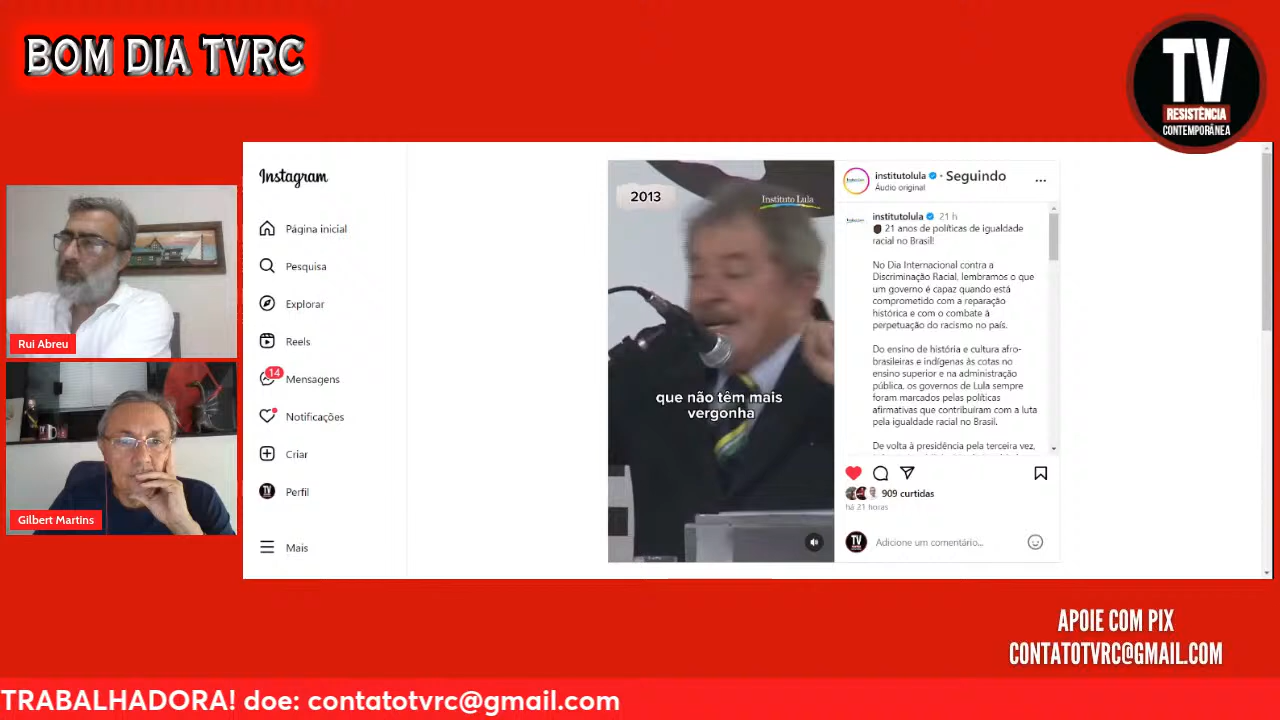 BOM DIA TVRC
TV
RESISTÊNCIA
CONTEMPORÂNEA
Rui Abreu
Gilbert Martins
Instagram
Página inicial
Pesquisa
Explorar
Reels
14
Mensagens
Notificações
Criar
Perfil
Mais
2013
Instituto Lula
que não têm mais
vergonha
institutolula • Seguindo
Áudio original
institutolula 21 h
21 anos de políticas de igualdade
racial no Brasil!
No Dia Internacional contra a
Discriminação Racial, lembramos o que
um governo é capaz quando está
comprometido com a reparação
histórica e com o combate à
perpetuação do racismo no país.
Do ensino de história e cultura afro-
brasileiras e indígenas às cotas no
ensino superior e na administração
pública, os governos de Lula sempre
foram marcados pelas políticas
afirmativas que contribuíram com a luta
pela igualdade racial no Brasil.
De volta à presidência pela terceira vez,
909 curtidas
há 21 horas
TV
Adicione um comentário...
APOIE COM PIX
CONTATOTVRC@GMAIL.COM
TRABALHADORA! doe: contatotvrc@gmail.com